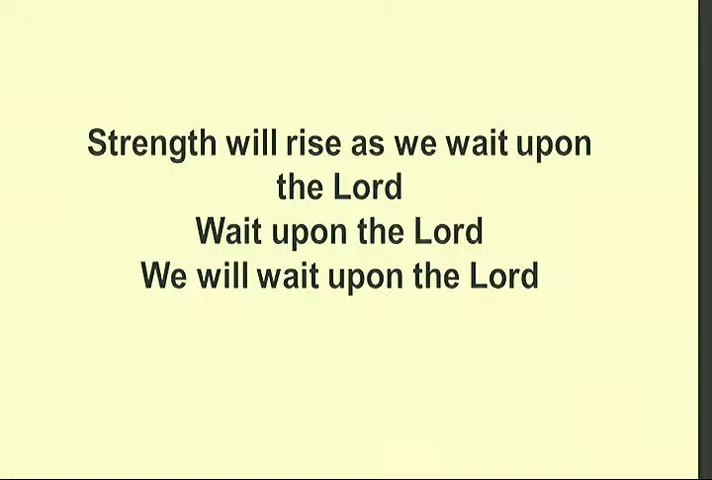 Strength will rise as we wait upon
the Lord
Wait upon the Lord
We will wait upon the Lord